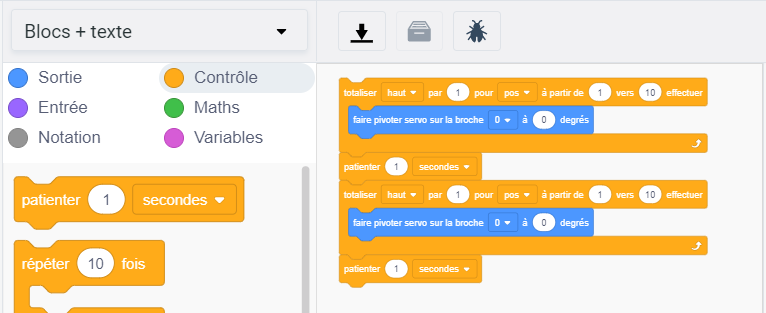 Blocs + texte
Sortie
Contrôle
Entrée
Maths
Notation
Variables
patienter 1 secondes
répéter 10 fois
totaliser haut par 1 pour pos à partir de 1 vers 10 effectuer
faire pivoter servo sur la broche 0 à 0 degrés
patienter 1 secondes
totaliser haut par 1 pour pos à partir de 1 vers 10 effectuer
faire pivoter servo sur la broche 0 à 0 degrés
patienter 1 secondes